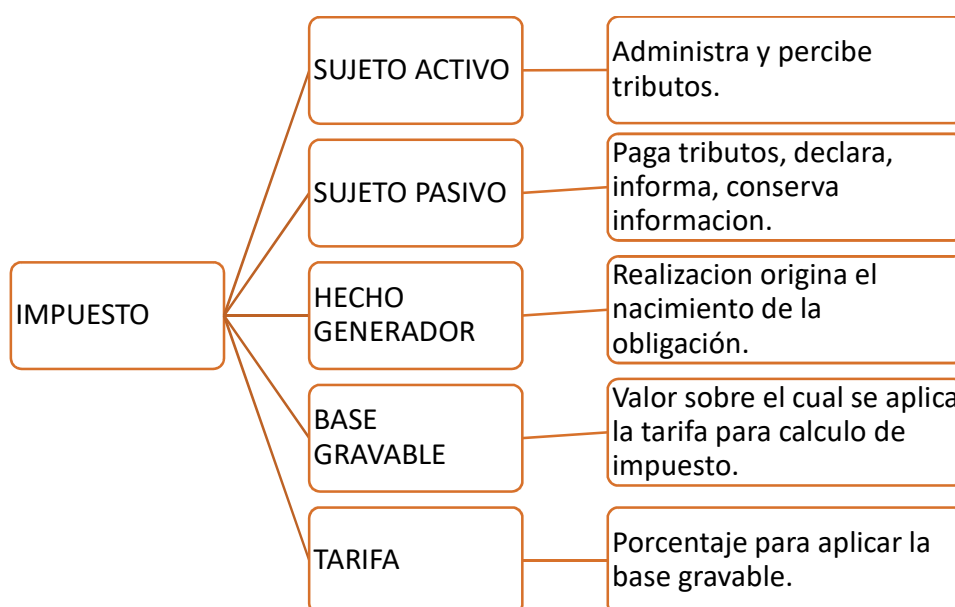 SUJETO ACTIVO
Administra y percibe
tributos.
SUJETO PASIVO
Paga tributos, declara,
informa, conserva
informacion.
IMPUESTO
HECHO
GENERADOR
Realizacion origina el
nacimiento de la
obligación.
BASE
GRAVABLE
Valor sobre el cual se aplica
la tarifa para calculo de
impuesto.
TARIFA
Porcentaje para aplicar la
base gravable.